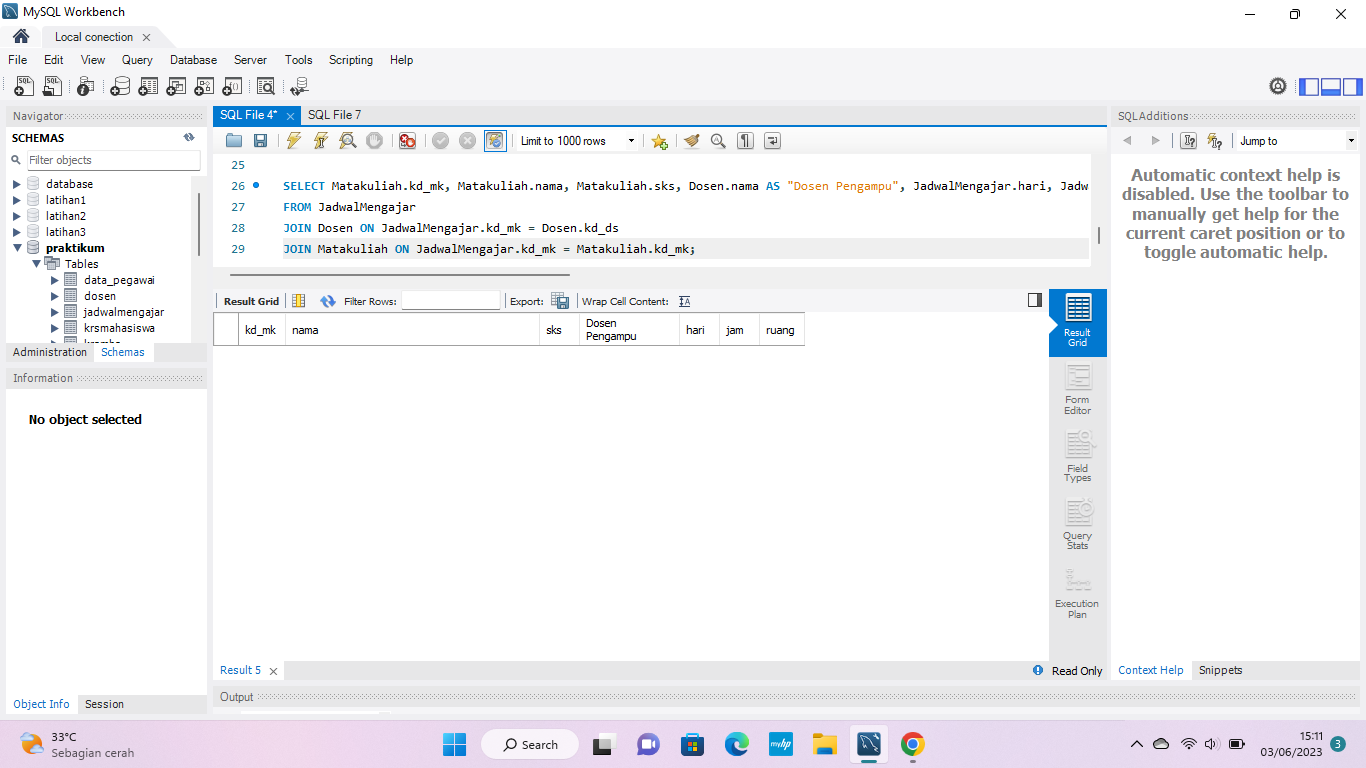 MySQL Workbench
Local conection
File Edit View Query Database Server Tools Scripting Help
Navigator
SCHEMAS
Filter objects
database
latihan1
latihan2
latihan3
praktikum
Tables
data_pegawai
dosen
jadwalmengajar
krsmahasiswa
Administration Schemas
Information
No object selected
Object Info Session
SQL File 4* SQL File 7
Limit to 1000 rows
25
26 SELECT Matakuliah.kd_mk, Matakuliah.nama, Matakuliah.sks, Dosen.nama AS "Dosen Pengampu", JadwalMengajar.hari, Jadw
27 FROM JadwalMengajar
28 JOIN Dosen ON JadwalMengajar.kd_mk = Dosen.kd_ds
29 JOIN Matakuliah ON JadwalMengajar.kd_mk = Matakuliah.kd_mk;
Result Grid Filter Rows: Export: Wrap Cell Content:
kd_mk nama sks Dosen Pengampu hari jam ruang
Result Grid
Form Editor
Field Types
Query Stats
Execution Plan
Result 5
Read Only
Output
SQLAdditions
Jump to
Automatic context help is
disabled. Use the toolbar to
manually get help for the
current caret position or to
toggle automatic help.
Context Help Snippets
33°C
Sebagian cerah
Search
15:11
03/06/2023
3